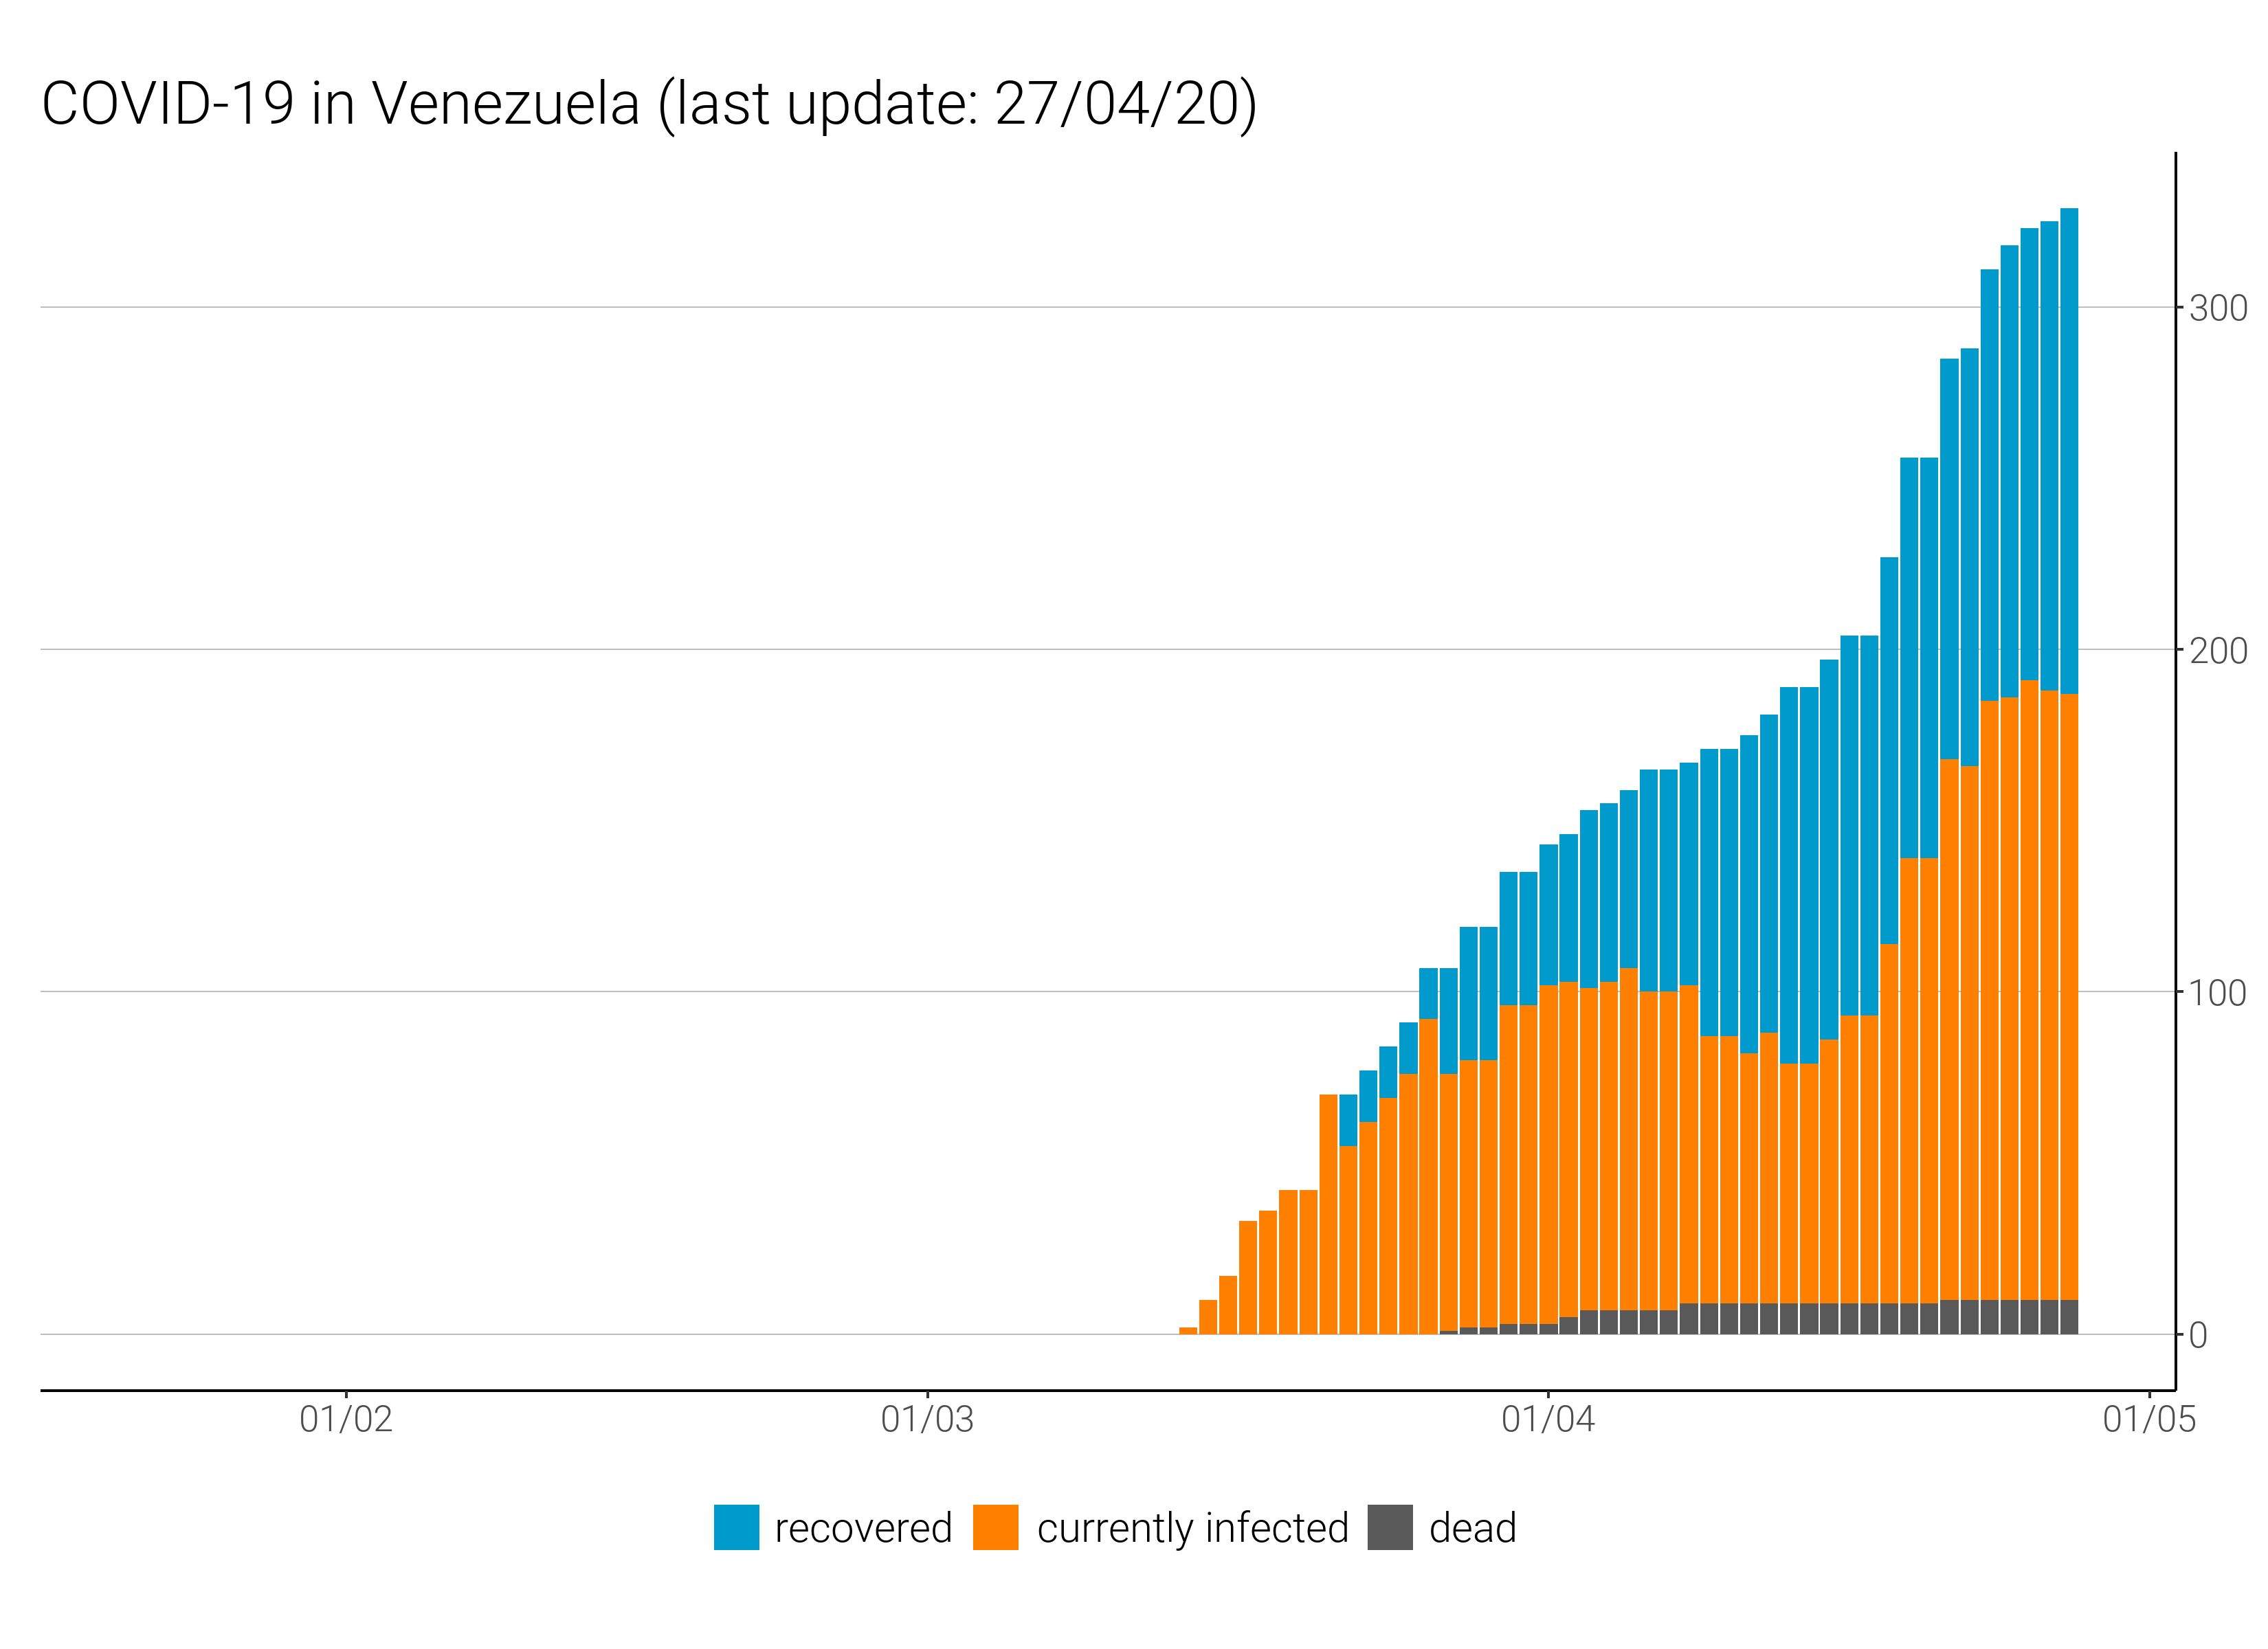 COVID-19 in Venezuela (last update: 27/04/20)
300
200
100
0
01/02 01/03 01/04 01/05
recovered currently infected dead